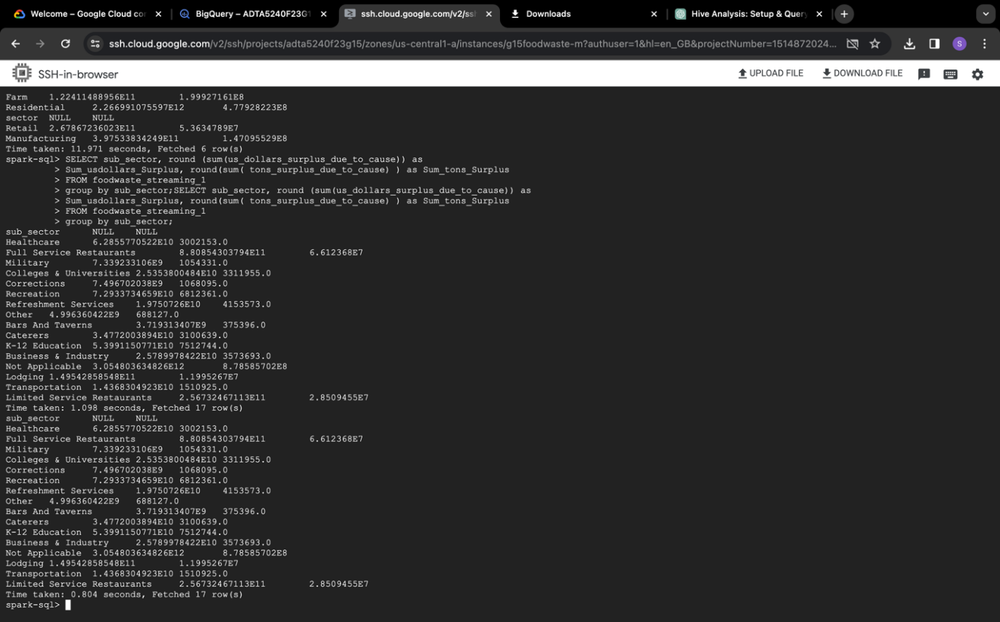 Welcome – Google Cloud cor
BigQuery – ADTA5240F23G1
ssh.cloud.google.com/v2/ssh
Downloads
Hive Analysis: Setup & Query
ssh.cloud.google.com/v2/ssh/projects/adta5240f23g15/zones/us-central1-a/instances/g15foodwaste-m?authuser=1&hl=en_GB&projectNumber=1514872024...
S
SSH-in-browser
UPLOAD FILE
DOWNLOAD FILE
Farm 1.22411488956E11 1.99927161E8
Residential 2.266991075597E12 4.77928223E8
sector NULL NULL
Retail 2.67867236023E11 5.3634789E7
Manufacturing 3.97533834249E11 1.47095529E8
Time taken: 11.971 seconds, Fetched 6 row(s)
spark-sql> SELECT sub_sector, round (sum(us_dollars_surplus_due_to_cause)) as
> Sum_usdollars_Surplus, round(sum( tons_surplus_due_to_cause) ) as Sum_tons_Surplus
> FROM foodwaste_streaming_1
> group by sub_sector;SELECT sub_sector, round (sum(us_dollars_surplus_due_to_cause)) as
> Sum_usdollars_Surplus, round(sum( tons_surplus_due_to_cause) ) as Sum_tons_Surplus
> FROM foodwaste_streaming_1
> group by sub_sector;
sub_sector NULL NULL
Healthcare 6.2855770522E10 3002153.0
Full Service Restaurants 8.80854303794E11 6.612368E7
Military 7.339233106E9 1054331.0
Colleges & Universities 2.5353800484E10 3311955.0
Corrections 7.496702038E9 1068095.0
Recreation 7.2933734659E10 6812361.0
Refreshment Services 1.9750726E10 4153573.0
Other 4.996360422E9 688127.0
Bars And Taverns 3.719313407E9 375396.0
Caterers 3.4772003894E10 3100639.0
K-12 Education 5.3991150771E10 7512744.0
Business & Industry 2.5789978422E10 3573693.0
Not Applicable 3.054803634826E12 8.78585702E8
Lodging 1.49542858548E11 1.1995267E7
Transportation 1.4368304923E10 1510925.0
Limited Service Restaurants 2.56732467113E11 2.8509455E7
Time taken: 1.098 seconds, Fetched 17 row(s)
sub_sector NULL NULL
Healthcare 6.2855770522E10 3002153.0
Full Service Restaurants 8.80854303794E11 6.612368E7
Military 7.339233106E9 1054331.0
Colleges & Universities 2.5353800484E10 3311955.0
Corrections 7.496702038E9 1068095.0
Recreation 7.2933734659E10 6812361.0
Refreshment Services 1.9750726E10 4153573.0
Other 4.996360422E9 688127.0
Bars And Taverns 3.719313407E9 375396.0
Caterers 3.4772003894E10 3100639.0
K-12 Education 5.3991150771E10 7512744.0
Business & Industry 2.5789978422E10 3573693.0
Not Applicable 3.054803634826E12 8.78585702E8
Lodging 1.49542858548E11 1.1995267E7
Transportation 1.4368304923E10 1510925.0
Limited Service Restaurants 2.56732467113E11 2.8509455E7
Time taken: 0.804 seconds, Fetched 17 row(s)
spark-sql>